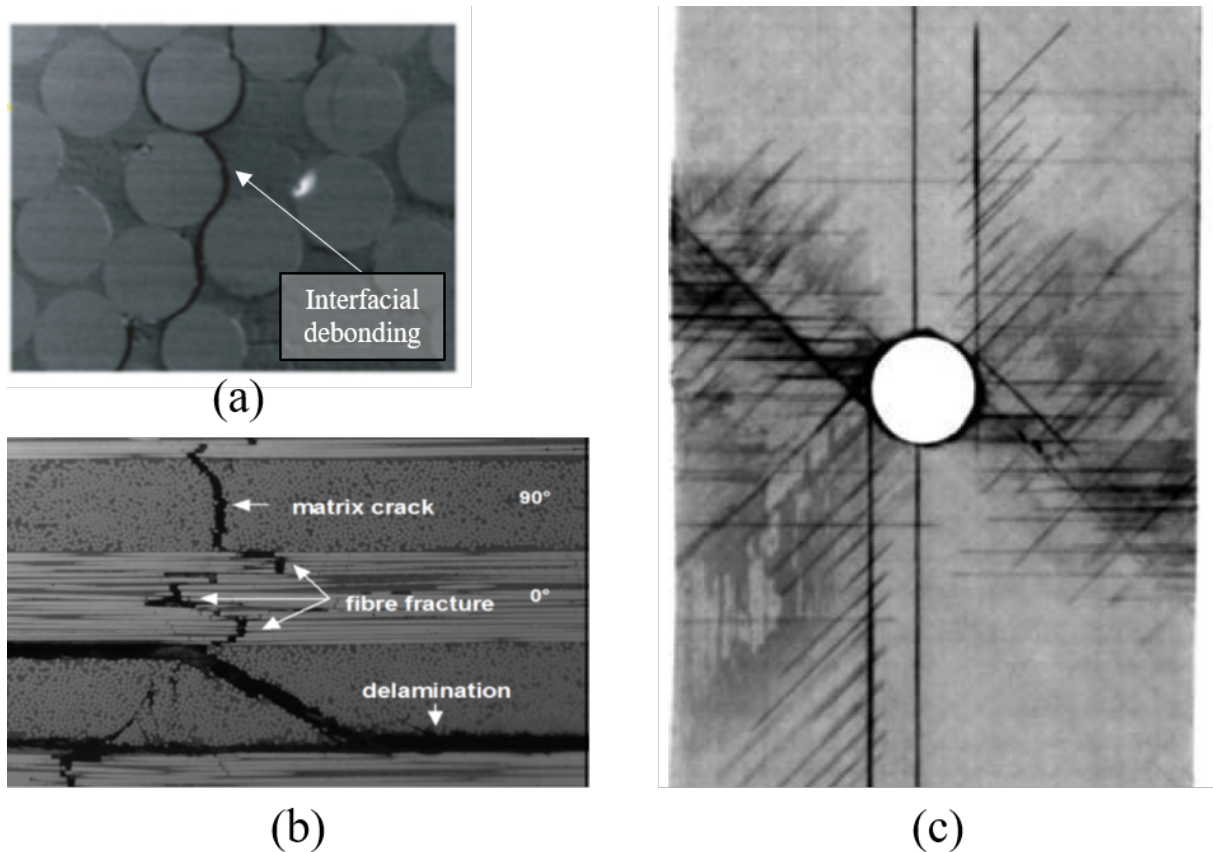 Interfacial
debonding
(a)
matrix crack
90°
fibre fracture
0°
delamination
(b)
(c)